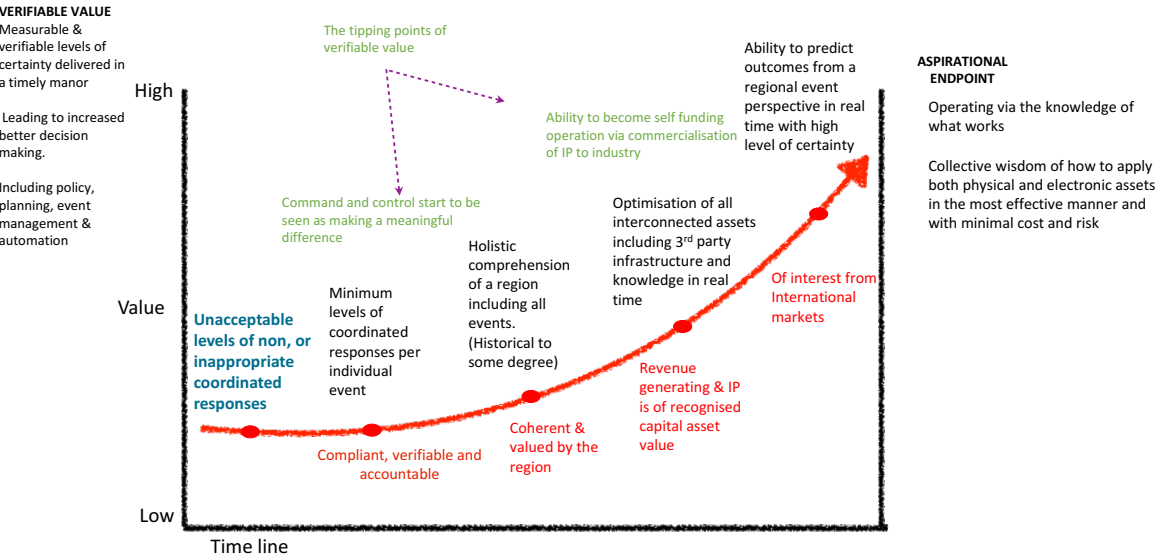 VERIFIABLE VALUE
Measurable &
verifiable levels of
certainty delivered in
a timely manor
Leading to increased
better decision
making.
Including policy,
planning, event
management &
automation
The tipping points of
verifiable value
Ability to predict
outcomes from a
regional event
perspective in real
time with high
level of certainty
ASPIRATIONAL
ENDPOINT
Operating via the knowledge of
what works
Collective wisdom of how to apply
both physical and electronic assets
in the most effective manner and
with minimal cost and risk
High
Ability to become self funding
operation via commercialisation
of IP to industry
Command and control start to be
seen as making a meaningful
difference
Optimisation of all
interconnected assets
including 3rd party
infrastructure and
knowledge in real
time
Holistic
comprehension
of a region
including all
events.
(Historical to
some degree)
Minimum
levels of
coordinated
responses per
individual
event
Value
Unacceptable
levels of non, or
inappropriate
coordinated
responses
Of interest from
International
markets
Revenue
generating & IP
is of recognised
capital asset
value
Coherent &
valued by the
region
Compliant, verifiable and
accountable
Low
Time line